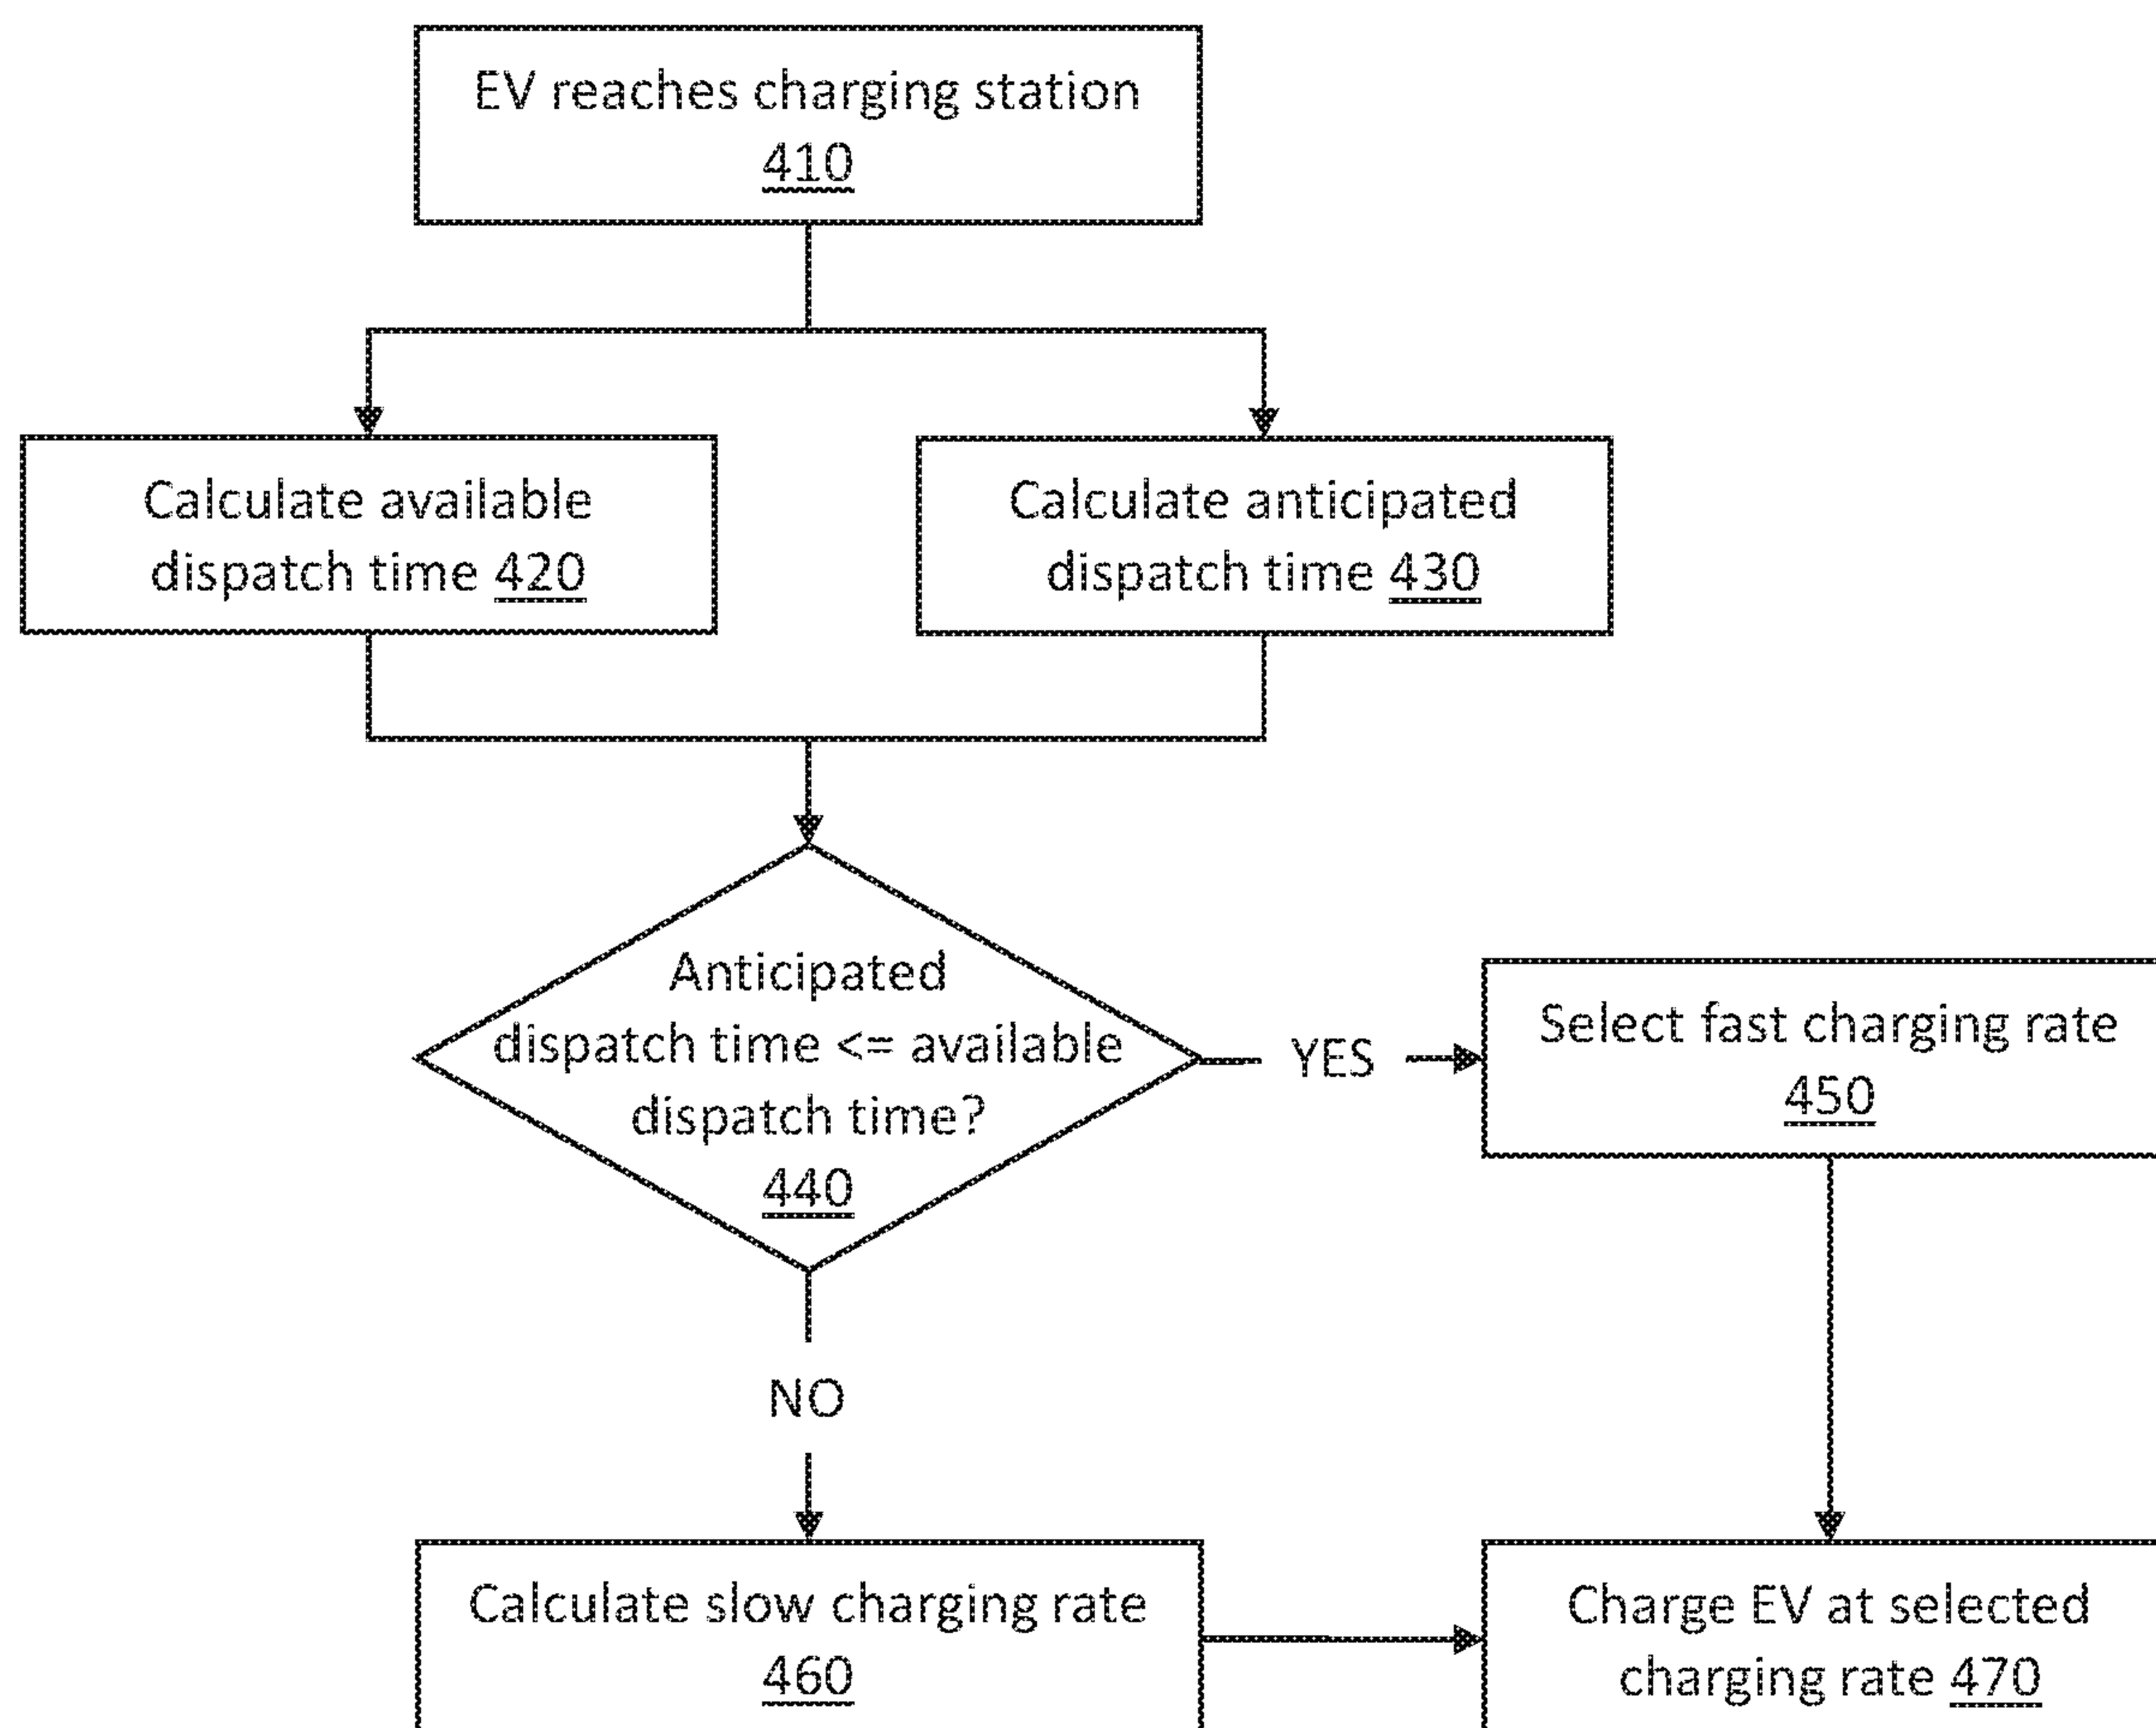 EV reaches charging station
410
Calculate available
dispatch time 420
Calculate anticipated
dispatch time 430
Anticipated
dispatch time <= available
dispatch time?
440
YES
Select fast charging rate
450
NO
Calculate slow charging rate
460
Charge EV at selected
charging rate 470